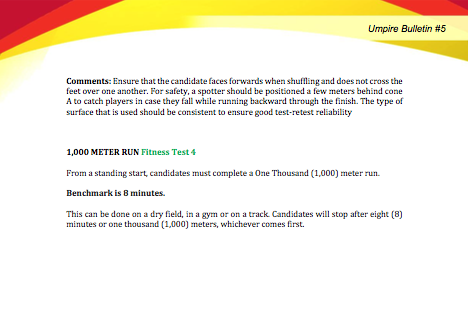 Umpire Bulletin #5
Comments: Ensure that the candidate faces forwards when shuffling and does not cross the
feet over one another. For safety, a spotter should be positioned a few meters behind cone
A to catch players in case they fall while running backward through the finish. The type of
surface that is used should be consistent to ensure good test-retest reliability
1,000 METER RUN Fitness Test 4
From a standing start, candidates must complete a One Thousand (1,000) meter run.
Benchmark is 8 minutes.
This can be done on a dry field, in a gym or on a track. Candidates will stop after eight (8)
minutes or one thousand (1,000) meters, whichever comes first.